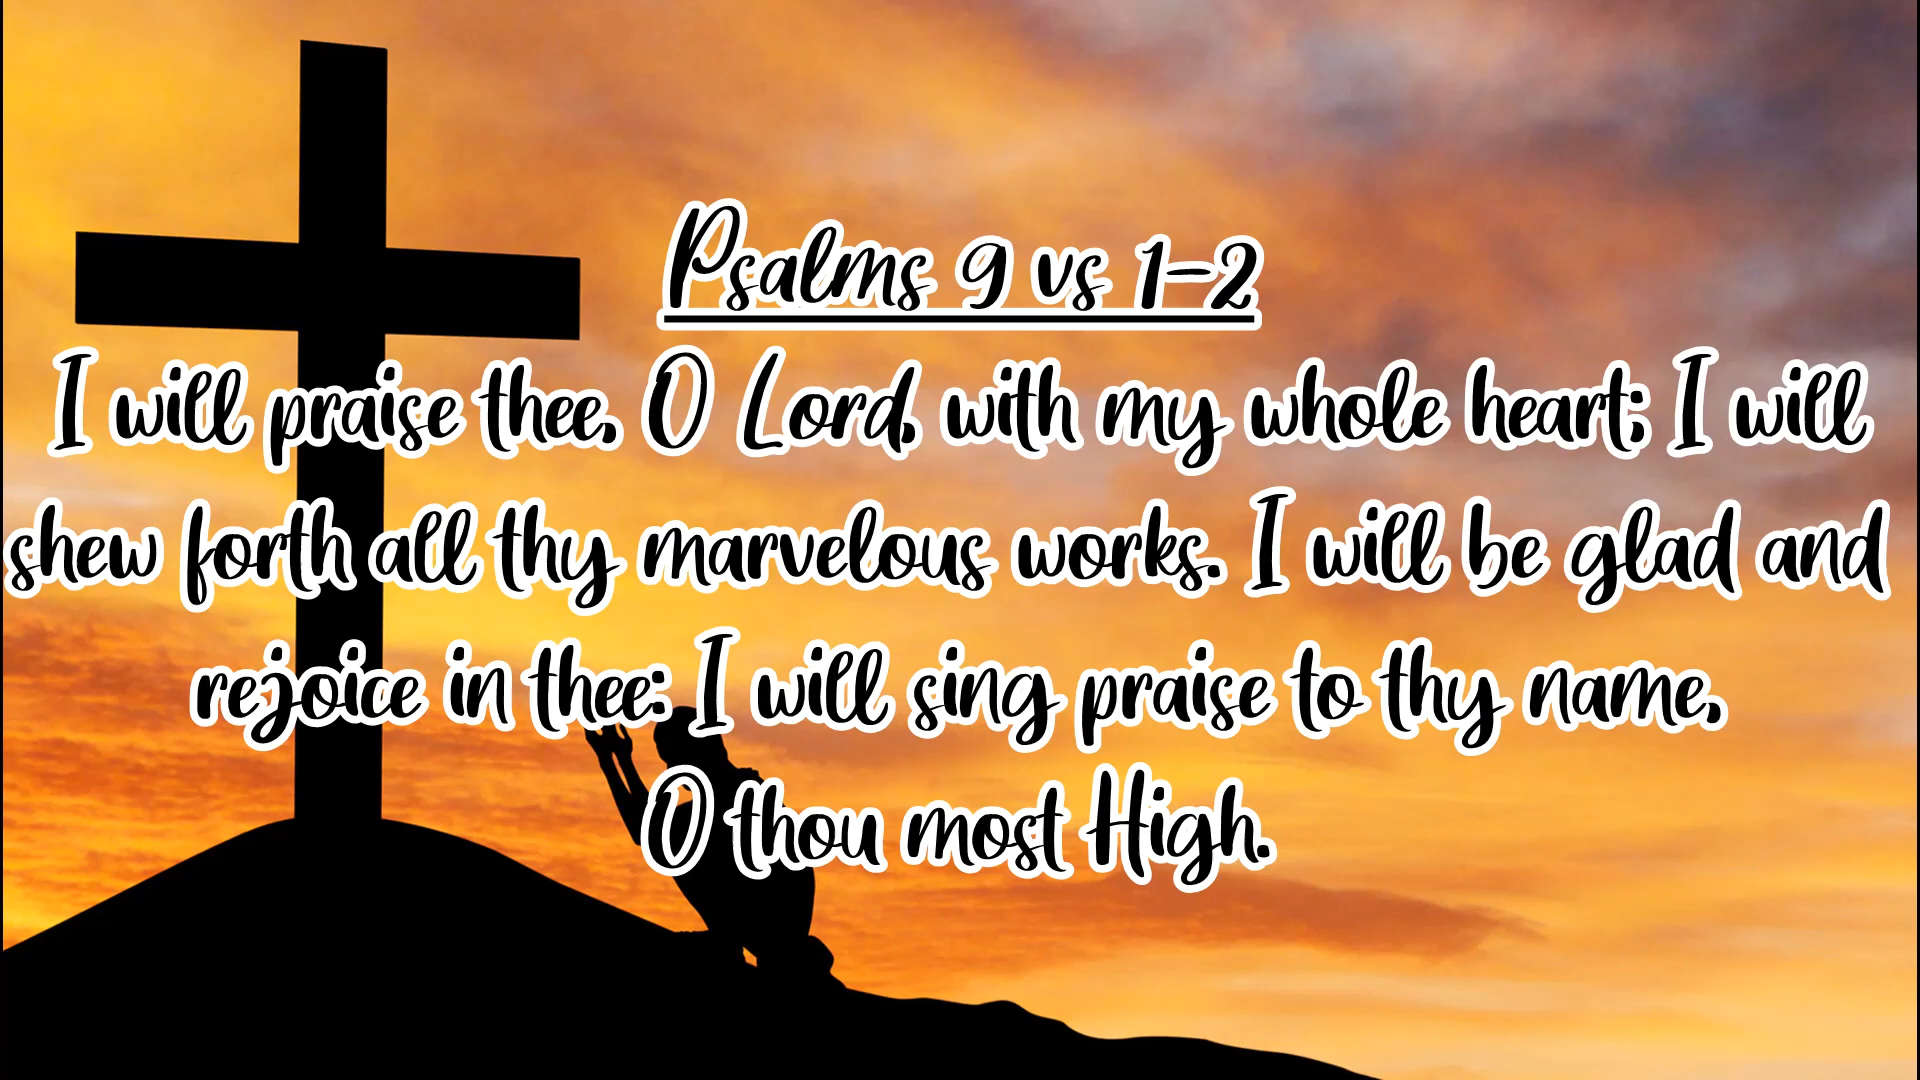 Psalms 9 vs 1-2
I will praise thee, O Lord, with my whole heart; I will
shew forth all thy marvelous works. I will be glad and
rejoice in thee: I will sing praise to thy name,
O thou most High.